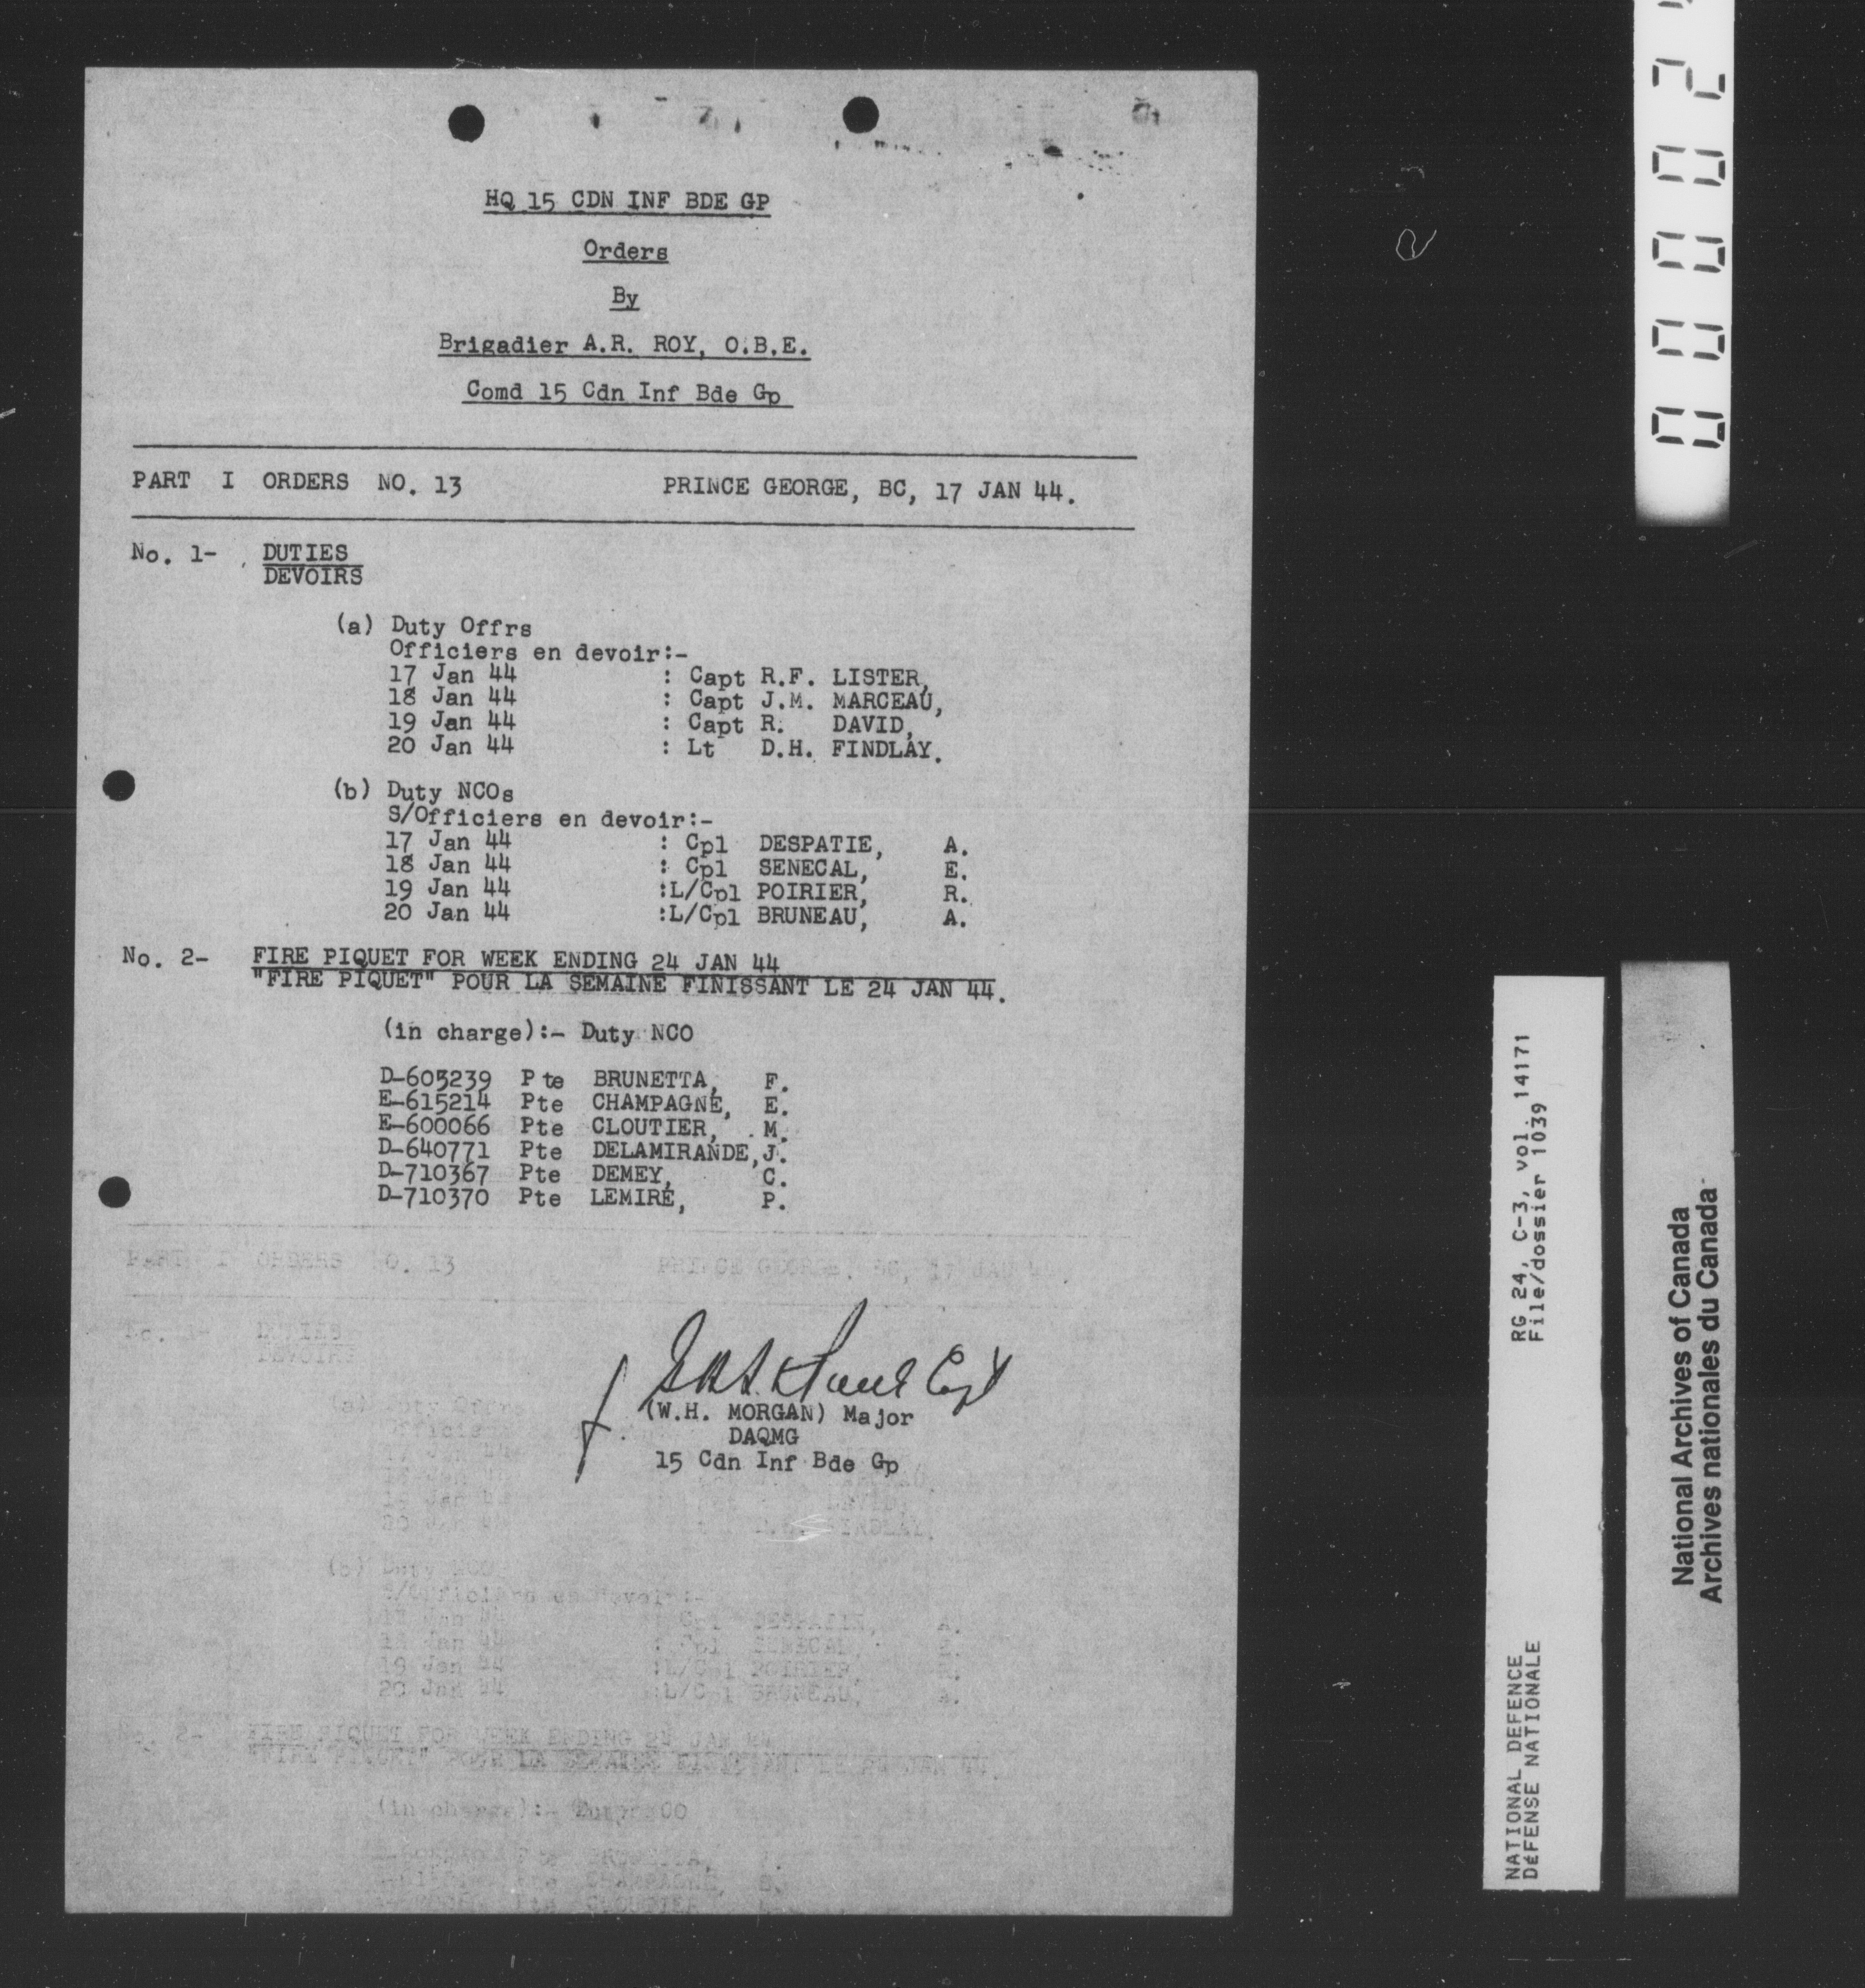 HQ 15 CDN INF BDE GP
Orders
By
Brigadier A.R. ROY, O.B.E.
Comd 15 Cdn Inf Bde Gp
PART I ORDERS NO. 13 PRINCE GEORGE, BC, 17 JAN 44.
No. 1- DUTIES
DEVOIRS
(a) Duty Offrs
Officiers en devoir:-
17 Jan 44 : Capt R.F. LISTER,
18 Jan 44 : Capt J.M. MARCEAU,
19 Jan 44 : Capt R. DAVID,
20 Jan 44 : Lt D.H. FINDLAY.
(b) Duty NCOs
S/Officiers en devoir:-
17 Jan 44 : Cpl DESPATIE, A.
18 Jan 44 : Cpl SENECAL, E.
19 Jan 44 :L/Cpl POIRIER, R.
20 Jan 44 :L/Cpl BRUNEAU, A.
No. 2- FIRE PIQUET FOR WEEK ENDING 24 JAN 44
"FIRE PIQUET" POUR LA SEMAINE FINISSANT LE 24 JAN 44.
(in charge):- Duty NCO
D-605239 Pte BRUNETTA, F.
E-615214 Pte CHAMPAGNE, E.
E-600066 Pte CLOUTIER, M.
D-640771 Pte DELAMIRANDE,J.
D-710367 Pte DEMEY, C.
D-710370 Pte LEMIRE, P.
Capt
(W.H. MORGAN) Major
DAQMG
15 Cdn Inf Bde Gp
NATIONAL DEFENCE RG 24, C-3, vol. 14171
DÉFENSE NATIONALE File/dossier 1039
National Archives of Canada
Archives nationales du Canada